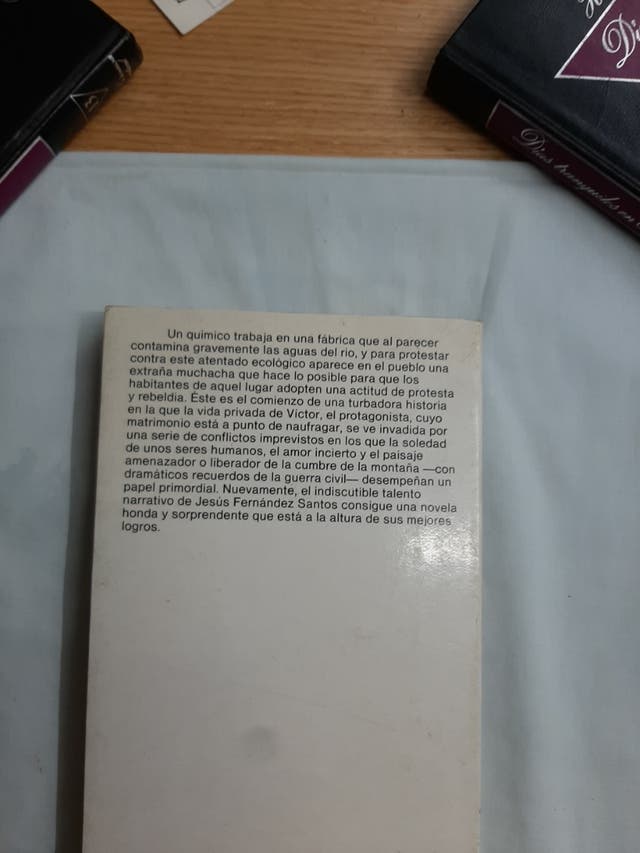 Di
3
Días tranquilos en
Un químico trabaja en una fábrica que al parecer
contamina gravemente las aguas del río, y para protestar
contra este atentado ecológico aparece en el pueblo una
extraña muchacha que hace lo posible para que los
habitantes de aquel lugar adopten una actitud de protesta
y rebeldía. Éste es el comienzo de una turbadora historia
en la que la vida privada de Víctor, el protagonista, cuyo
matrimonio está a punto de naufragar, se ve invadida por
una serie de conflictos imprevistos en los que la soledad
de unos seres humanos, el amor incierto y el paisaje
amenazador o liberador de la cumbre de la montaña —con
dramáticos recuerdos de la guerra civil— desempeñan un
papel primordial. Nuevamente, el indiscutible talento
narrativo de Jesús Fernández Santos consigue una novela
honda y sorprendente que está a la altura de sus mejores
logros.